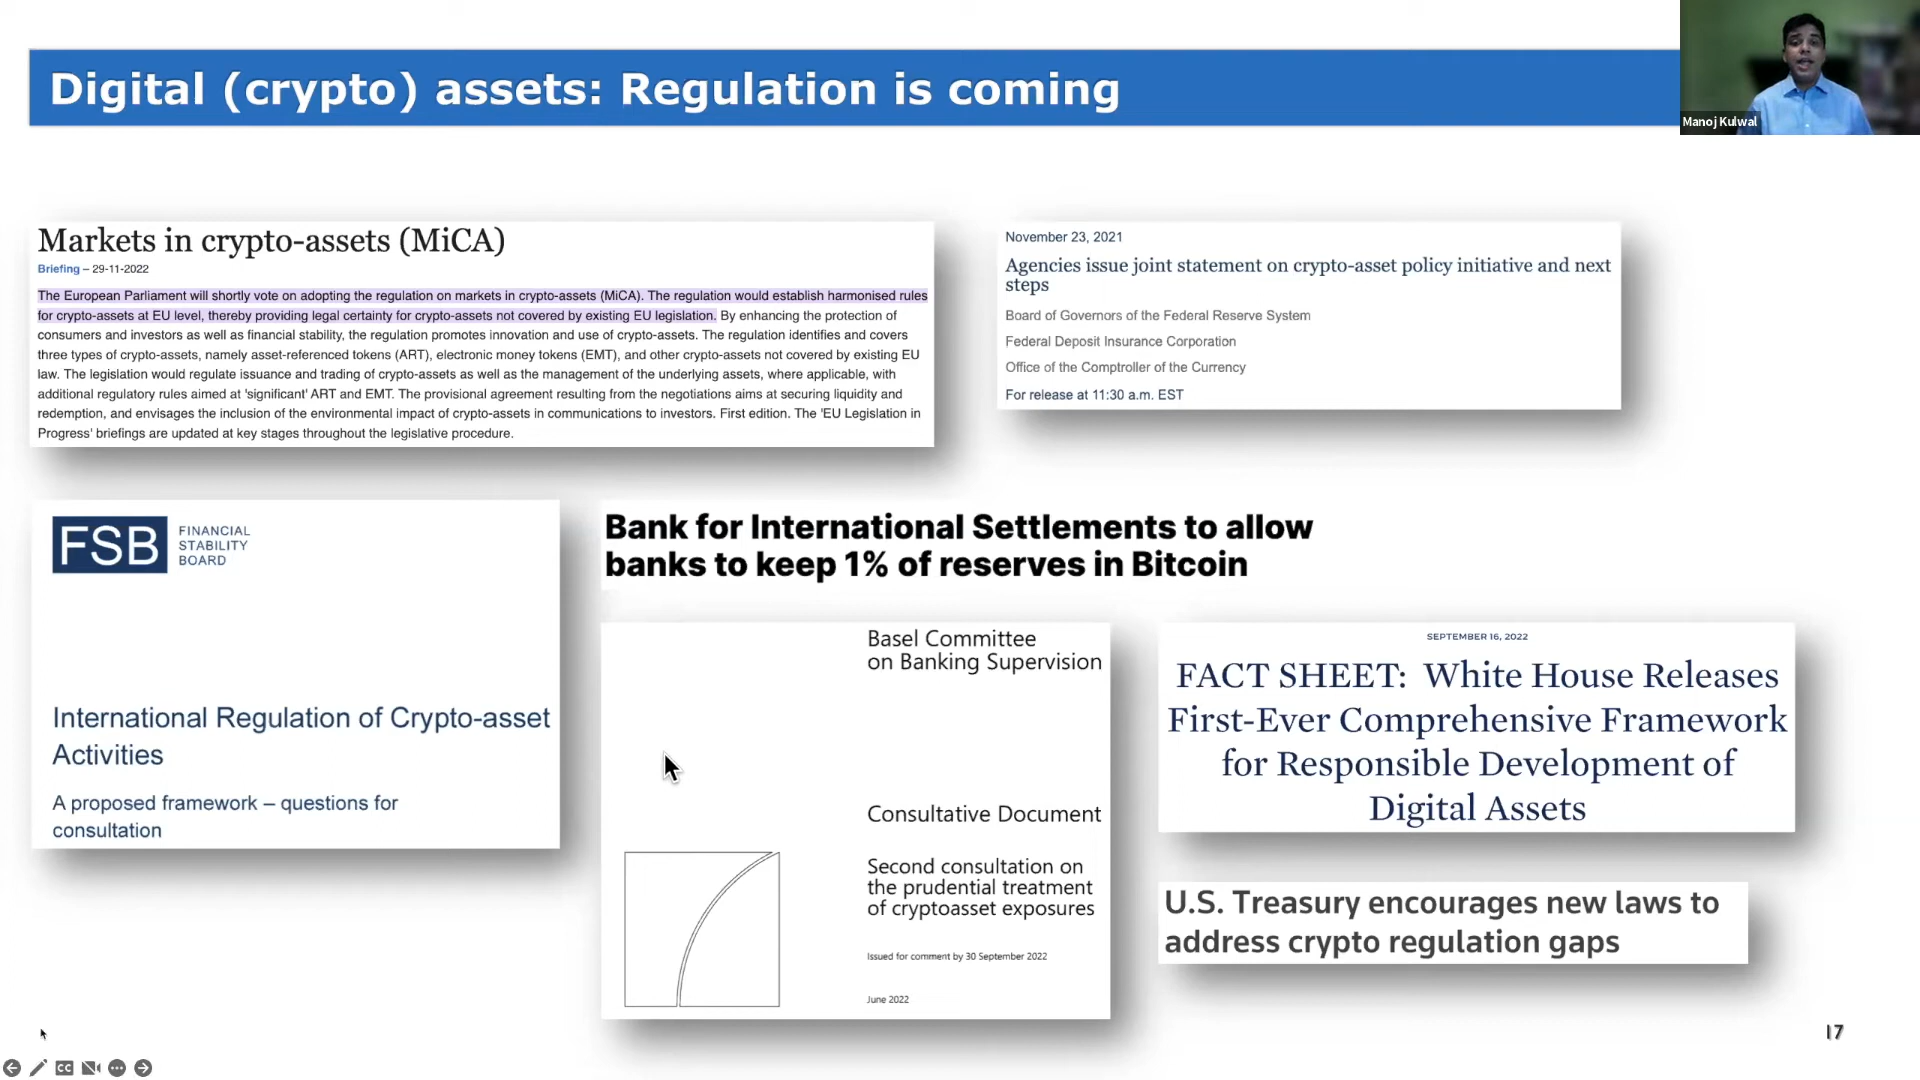 Digital (crypto) assets: Regulation is coming
Manoj Kulwal
Markets in crypto-assets (MiCA)
Briefing – 29-11-2022
The European Parliament will shortly vote on adopting the regulation on markets in crypto-assets (MiCA). The regulation would establish harmonised rules
for crypto-assets at EU level, thereby providing legal certainty for crypto-assets not covered by existing EU legislation. By enhancing the protection of
consumers and investors as well as financial stability, the regulation promotes innovation and use of crypto-assets. The regulation identifies and covers
three types of crypto-assets, namely asset-referenced tokens (ART), electronic money tokens (EMT), and other crypto-assets not covered by existing EU
law. The legislation would regulate issuance and trading of crypto-assets as well as the management of the underlying assets, where applicable, with
additional regulatory rules aimed at 'significant' ART and EMT. The provisional agreement resulting from the negotiations aims at securing liquidity and
redemption, and envisages the inclusion of the environmental impact of crypto-assets in communications to investors. First edition. The 'EU Legislation in
Progress' briefings are updated at key stages throughout the legislative procedure.
November 23, 2021
Agencies issue joint statement on crypto-asset policy initiative and next
steps
Board of Governors of the Federal Reserve System
Federal Deposit Insurance Corporation
Office of the Comptroller of the Currency
For release at 11:30 a.m. EST
FSB
FINANCIAL
STABILITY
BOARD
International Regulation of Crypto-asset
Activities
A proposed framework – questions for
consultation
Bank for International Settlements to allow
banks to keep 1% of reserves in Bitcoin
Basel Committee
on Banking Supervision
Consultative Document
Second consultation on
the prudential treatment
of cryptoasset exposures
Issued for comment by 30 September 2022
June 2022
SEPTEMBER 16, 2022
FACT SHEET: White House Releases
First-Ever Comprehensive Framework
for Responsible Development of
Digital Assets
U.S. Treasury encourages new laws to
address crypto regulation gaps
17
CC